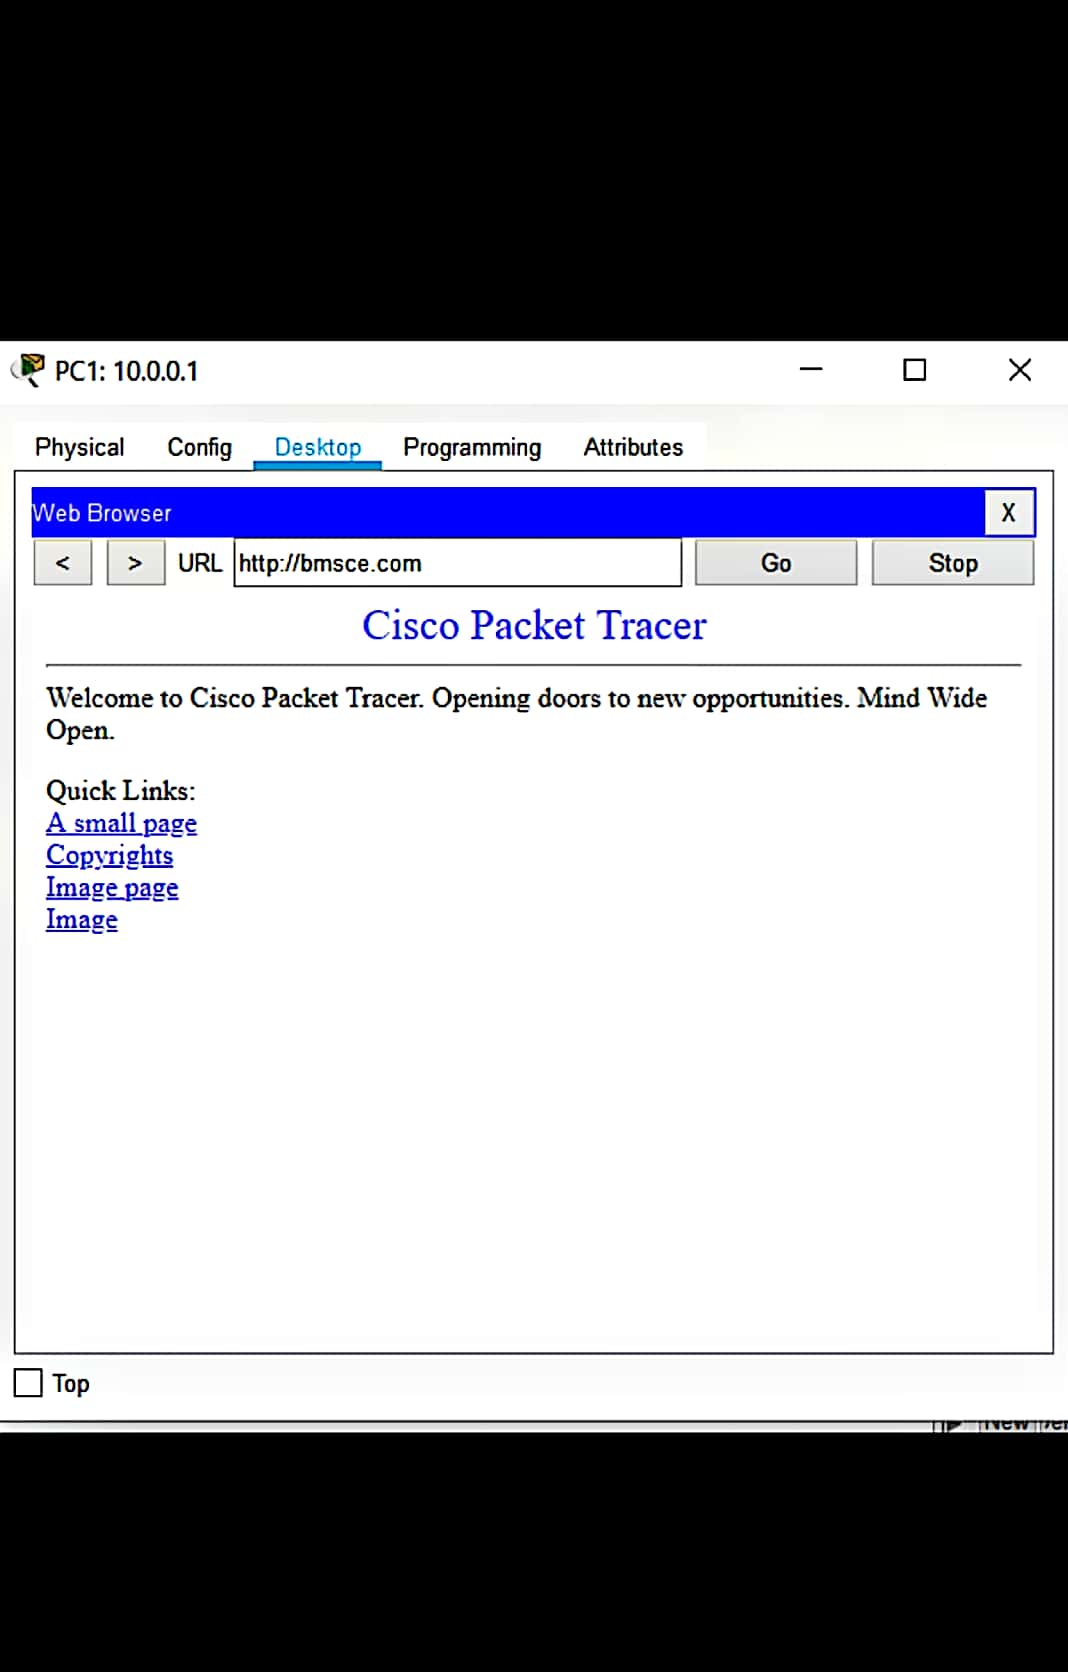 PC1: 10.0.0.1
Physical Config Desktop Programming Attributes
Web Browser X
< > URL http://bmsce.com Go Stop
Cisco Packet Tracer
Welcome to Cisco Packet Tracer. Opening doors to new opportunities. Mind Wide
Open.
Quick Links:
A small page
Copyrights
Image page
Image
Top
New